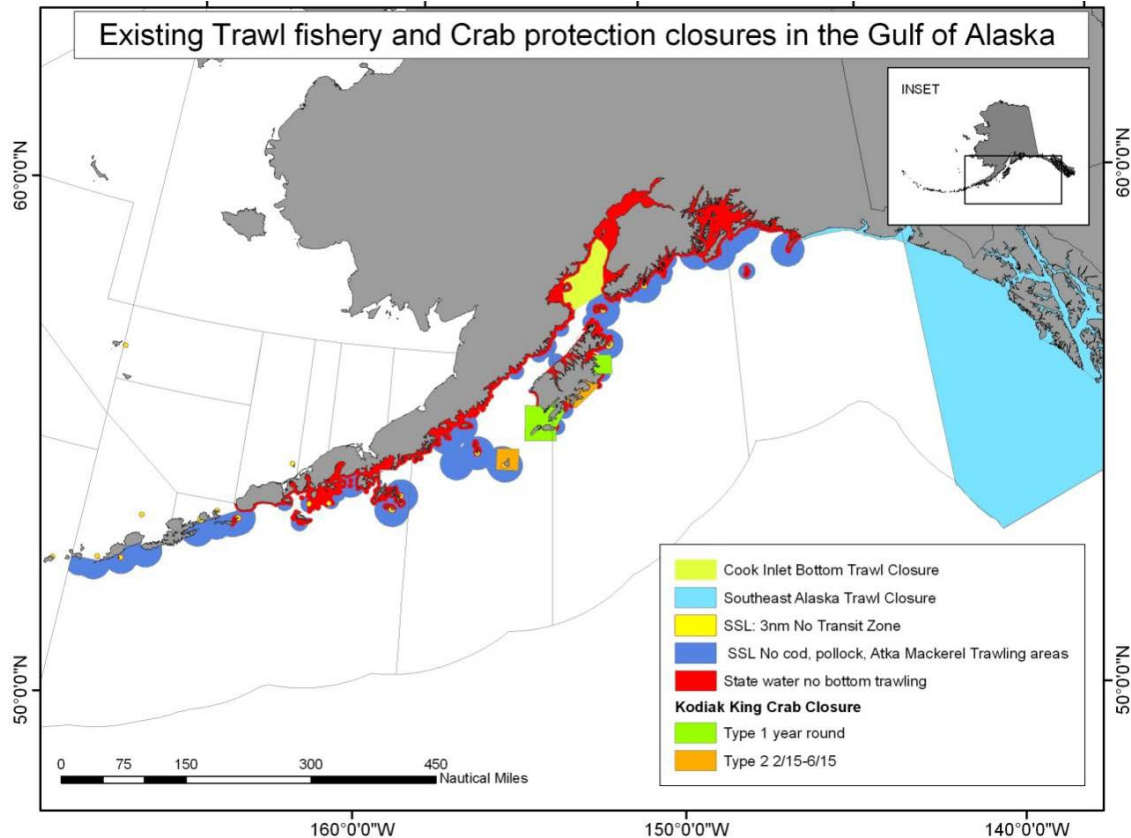 Existing Trawl fishery and Crab protection closures in the Gulf of Alaska
INSET
60°0'0"N
60°0'0"N
Cook Inlet Bottom Trawl Closure
Southeast Alaska Trawl Closure
SSL: 3nm No Transit Zone
SSL No cod, pollock, Atka Mackerel Trawling areas
State water no bottom trawling
Kodiak King Crab Closure
Type 1 year round
Type 2 2/15-6/15
50°0'0"N
50°0'0"N
0 75 150 300 450
Nautical Miles
160°0'0"W 150°0'0"W 140°0'0"W